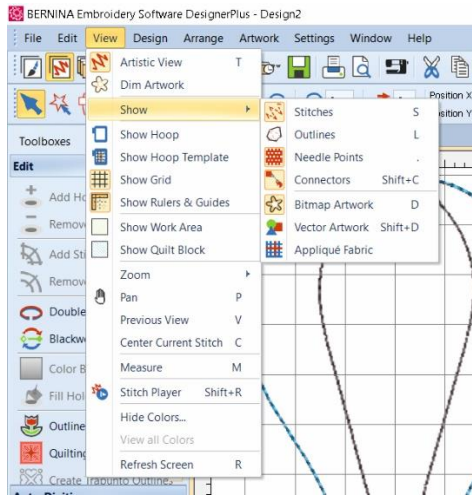 BERNINA Embroidery Software DesignerPlus - Design2
File Edit View Design Arrange Artwork Settings Window Help
Position X
Position Y
Toolboxes
Edit
Add
Remov
Add Sti
Remov
Double
Blackw
Color B
Fill Hol
Outline
Quilting
Create Trapunto Outline
Artistic View T
Dim Artwork
Show
Show Hoop
Show Hoop Template
Show Grid
Show Rulers & Guides
Show Work Area
Show Quilt Block
Zoom
Pan P
Previous View V
Center Current Stitch C
Measure M
Stitch Player Shift+R
Hide Colors...
View all Colors
Refresh Screen R
Stitches S
Outlines L
Needle Points .
Connectors Shift+C
Bitmap Artwork D
Vector Artwork Shift+D
Appliqué Fabric